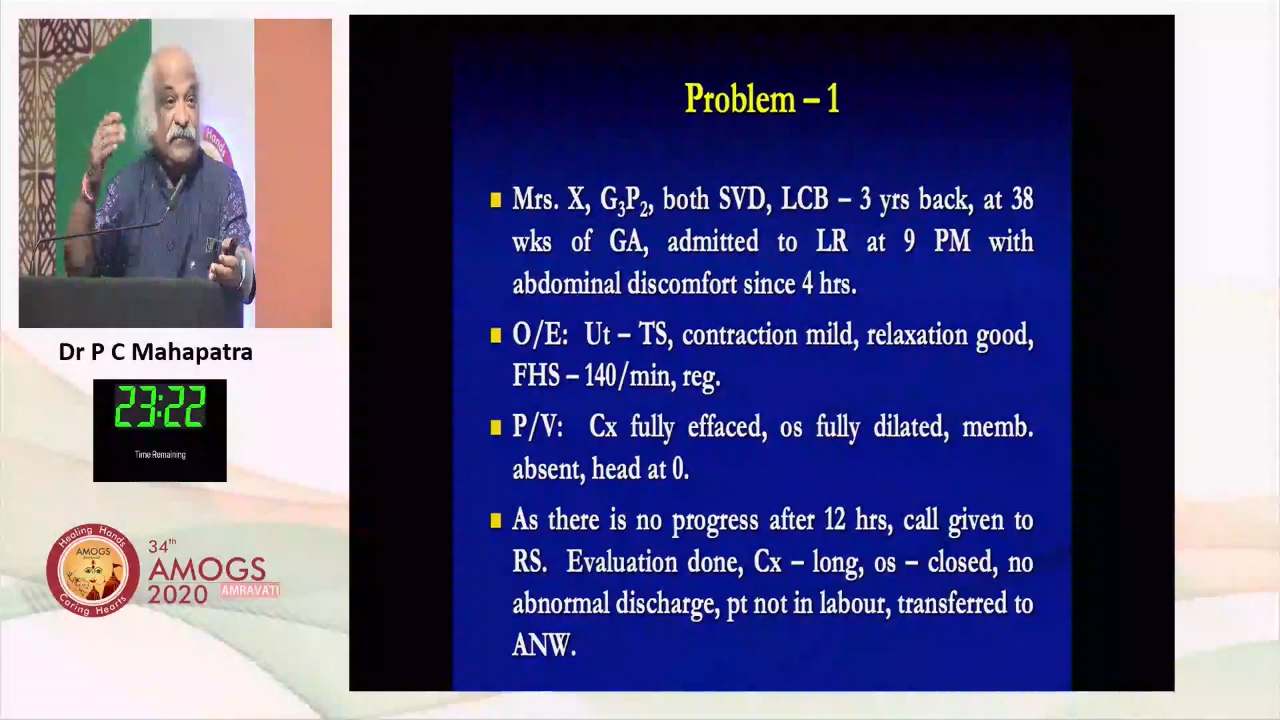 Problem – 1
Mrs. X, G₃P₂, both SVD, LCB – 3 yrs back, at 38
wks of GA, admitted to LR at 9 PM with
abdominal discomfort since 4 hrs.
O/E: Ut – TS, contraction mild, relaxation good,
FHS – 140/min, reg.
P/V: Cx fully effaced, os fully dilated, memb.
absent, head at 0.
As there is no progress after 12 hrs, call given to
RS. Evaluation done, Cx – long, os – closed, no
abnormal discharge, pt not in labour, transferred to
ANW.
Hands
Dr P C Mahapatra
23:22
Time Remaining
Healing Hands
AMOGS
Caring Hearts
34th
AMOGS
2020 AMRAVATI